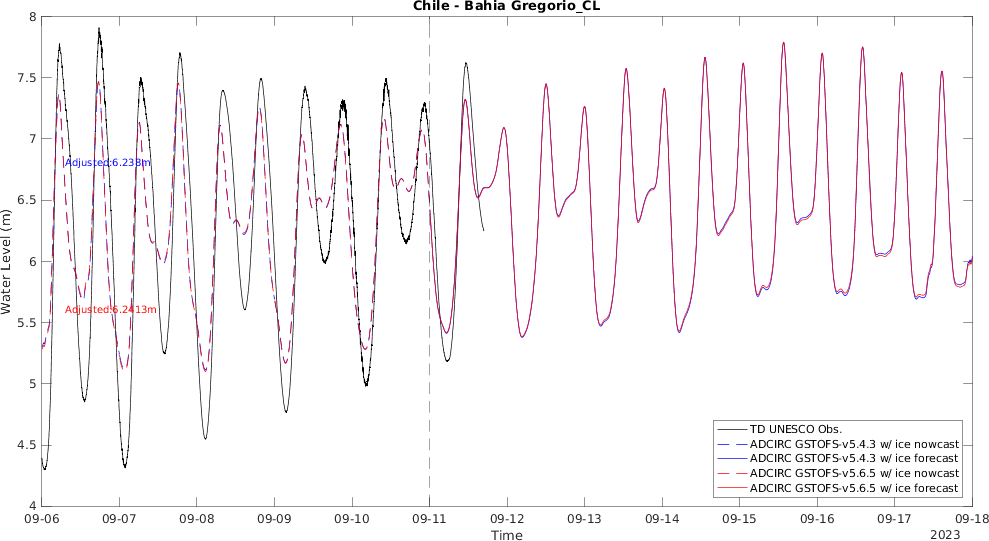 Chile - Bahia Gregorio_CL
8
7.5
7
6.5
6
5.5
5
4.5
4
Water Level (m)
Adjusted:6.238m
Adjusted:6.2413m
TD UNESCO Obs.
ADCIRC GSTOFS-v5.4.3 w/ ice nowcast
ADCIRC GSTOFS-v5.4.3 w/ ice forecast
ADCIRC GSTOFS-v5.6.5 w/ ice nowcast
ADCIRC GSTOFS-v5.6.5 w/ ice forecast
09-06 09-07 09-08 09-09 09-10 09-11 09-12 09-13 09-14 09-15 09-16 09-17 09-18
Time
2023